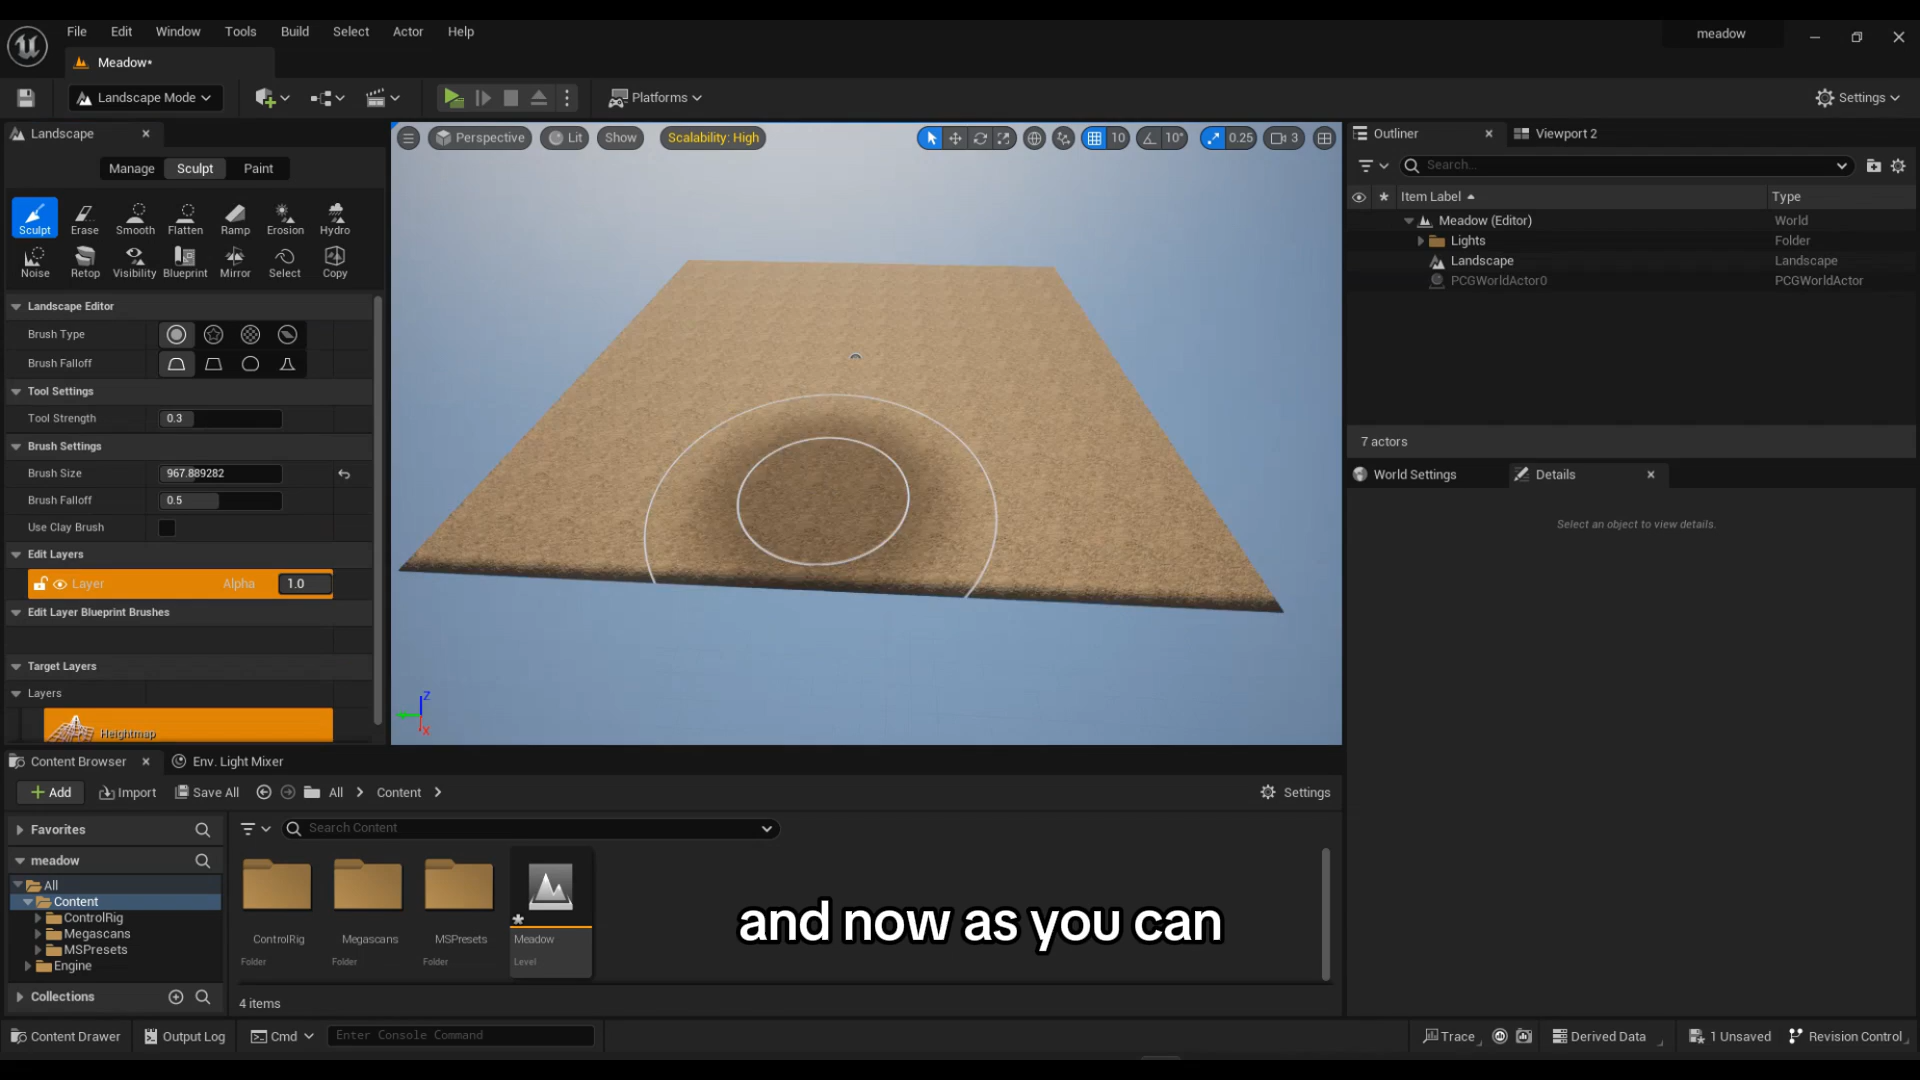 File Edit Window Tools Build Select Actor Help
meadow
Meadow*
Landscape Mode
Platforms
Settings
Landscape
Manage Sculpt Paint
Sculpt Erase Smooth Flatten Ramp Erosion Hydro
Noise Retop Visibility Blueprint Mirror Select Copy
Landscape Editor
Brush Type
Brush Falloff
Tool Settings
Tool Strength 0.3
Brush Settings
Brush Size 967.889282
Brush Falloff 0.5
Use Clay Brush
Edit Layers
Layer Alpha 1.0
Edit Layer Blueprint Brushes
Target Layers
Layers
Heightmap
Perspective Lit Show Scalability: High 10 10° 0.25 3
Z
X
Outliner Viewport 2
Search...
Item Label Type
Meadow (Editor) World
Lights Folder
Landscape Landscape
PCGWorldActor0 PCGWorldActor
7 actors
World Settings Details
Select an object to view details.
Content Browser Env. Light Mixer
Add Import Save All All Content Settings
Favorites
meadow
All
Content
ControlRig
Megascans
MSPresets
Engine
Collections
Search Content
ControlRig Megascans MSPresets Meadow
Folder Folder Folder Level
4 items
and now as you can
Content Drawer Output Log Cmd Enter Console Command Trace Derived Data 1 Unsaved Revision Control